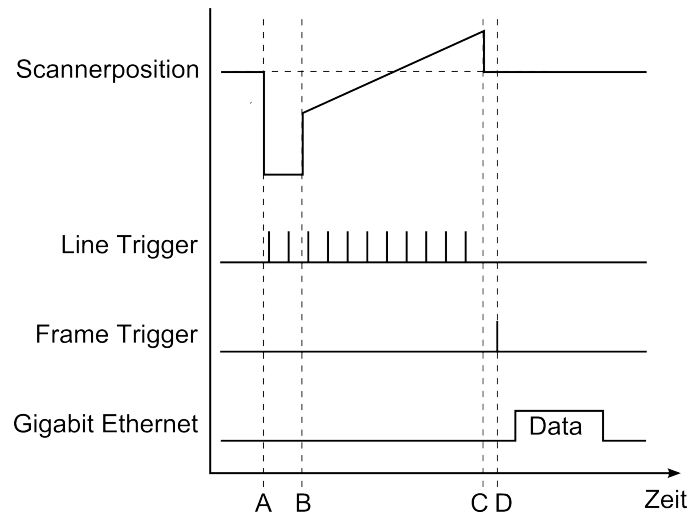 Scannerposition
Line Trigger
Frame Trigger
Gigabit Ethernet
Data
A B C D
Zeit